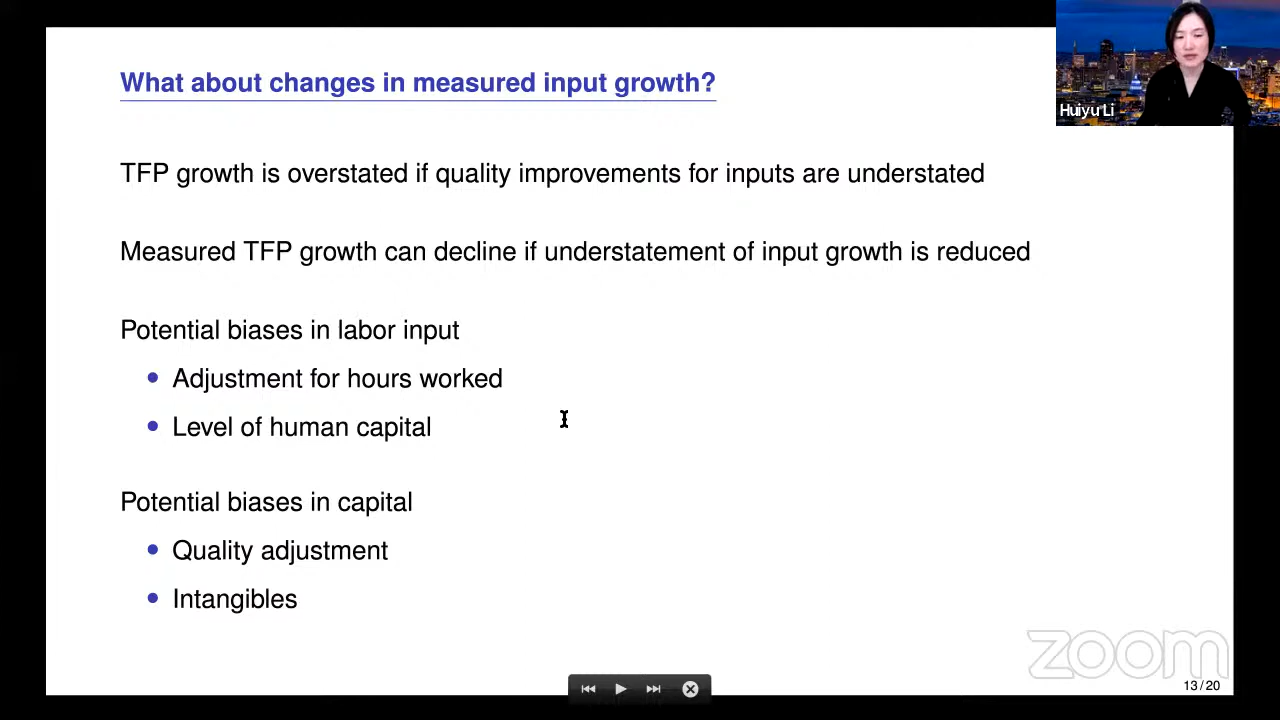 What about changes in measured input growth?
Huiyu Li
TFP growth is overstated if quality improvements for inputs are understated
Measured TFP growth can decline if understatement of input growth is reduced
Potential biases in labor input
Adjustment for hours worked
Level of human capital
Potential biases in capital
Quality adjustment
Intangibles
zoom
13/20